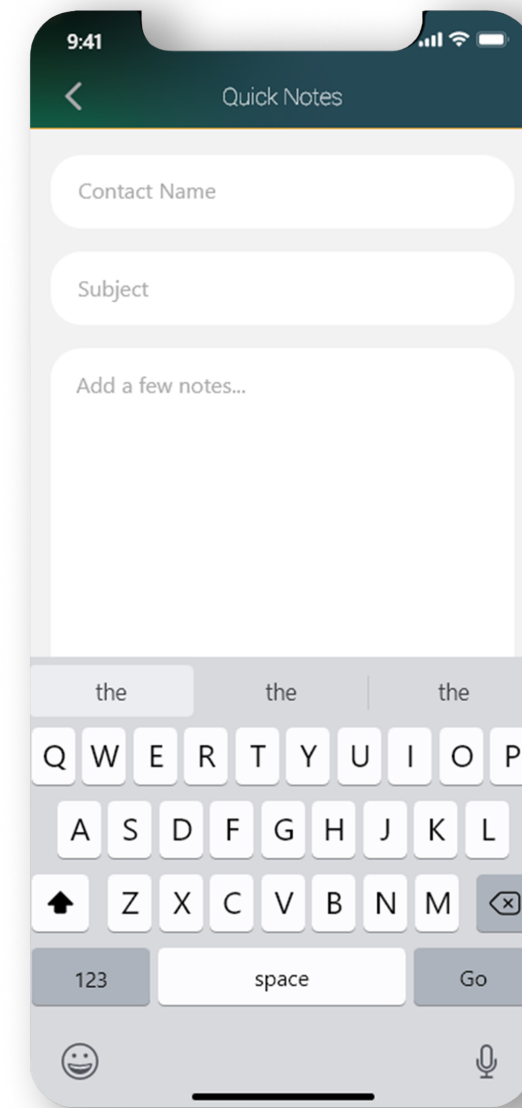 9:41
Quick Notes
Contact Name
Subject
Add a few notes...
the the the
Q W E R T Y U I O P
A S D F G H J K L
Z X C V B N M
123 space Go